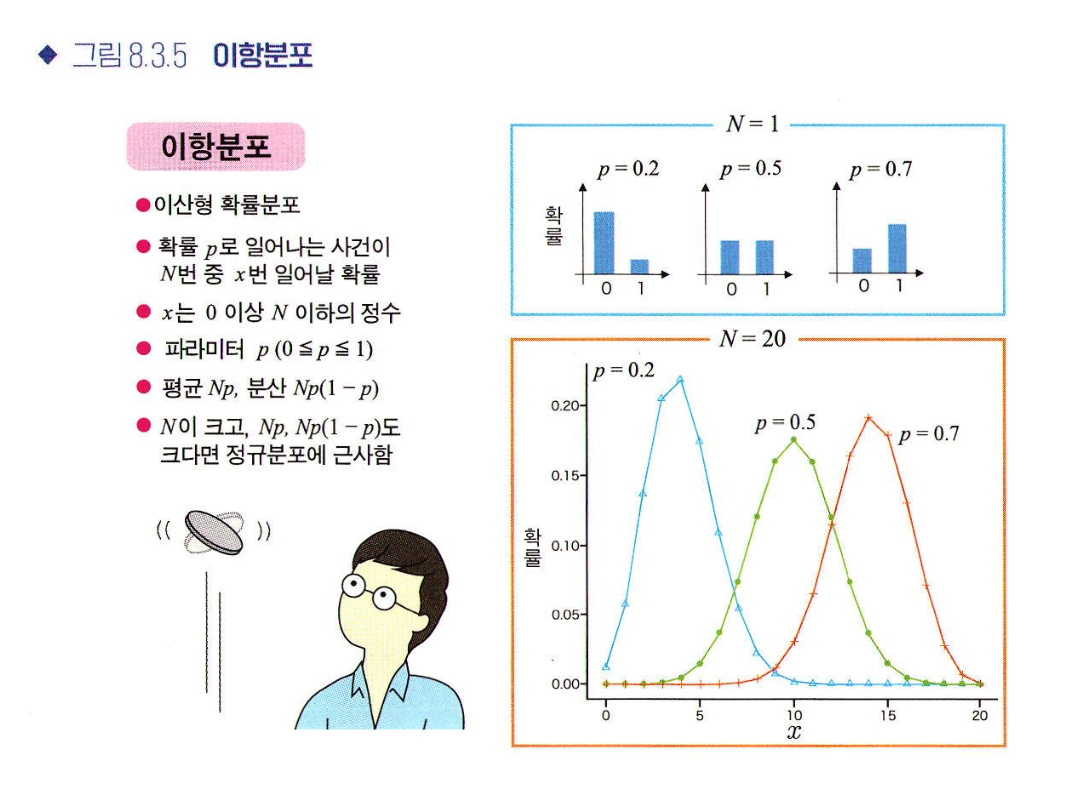 ◆ 그림 8.3.5 이항분포
이항분포
● 이산형 확률분포
● 확률 p로 일어나는 사건이
N번 중 x번 일어날 확률
● x는 0 이상 N 이하의 정수
● 파라미터 p (0 ≦ p ≦ 1)
● 평균 Np, 분산 Np(1 − p)
● N이 크고, Np, Np(1 − p)도
크다면 정규분포에 근사함
N = 1
p = 0.2 p = 0.5 p = 0.7
확률
0 1 0 1 0 1
N = 20
p = 0.2
p = 0.5
p = 0.7
확률
0.20
0.15
0.10
0.05
0.00
0 5 10 15 20
x